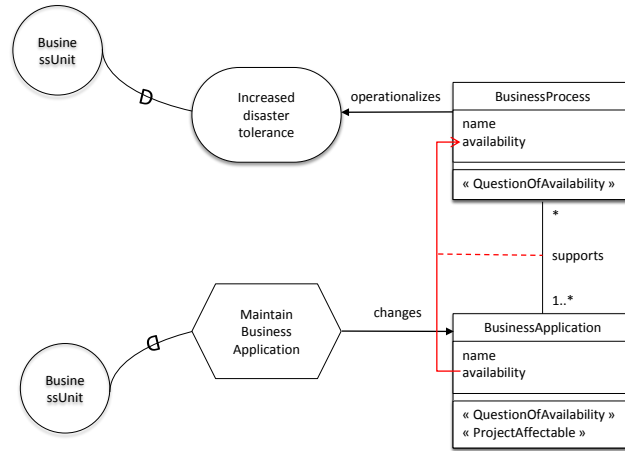 Busine
ssUnit
D
Increased
disaster
tolerance
operationalizes
BusinessProcess
name
availability
« QuestionOfAvailability »
*
supports
1..*
Maintain
Business
Application
changes
BusinessApplication
name
availability
« QuestionOfAvailability »
« ProjectAffectable »
D
Busine
ssUnit